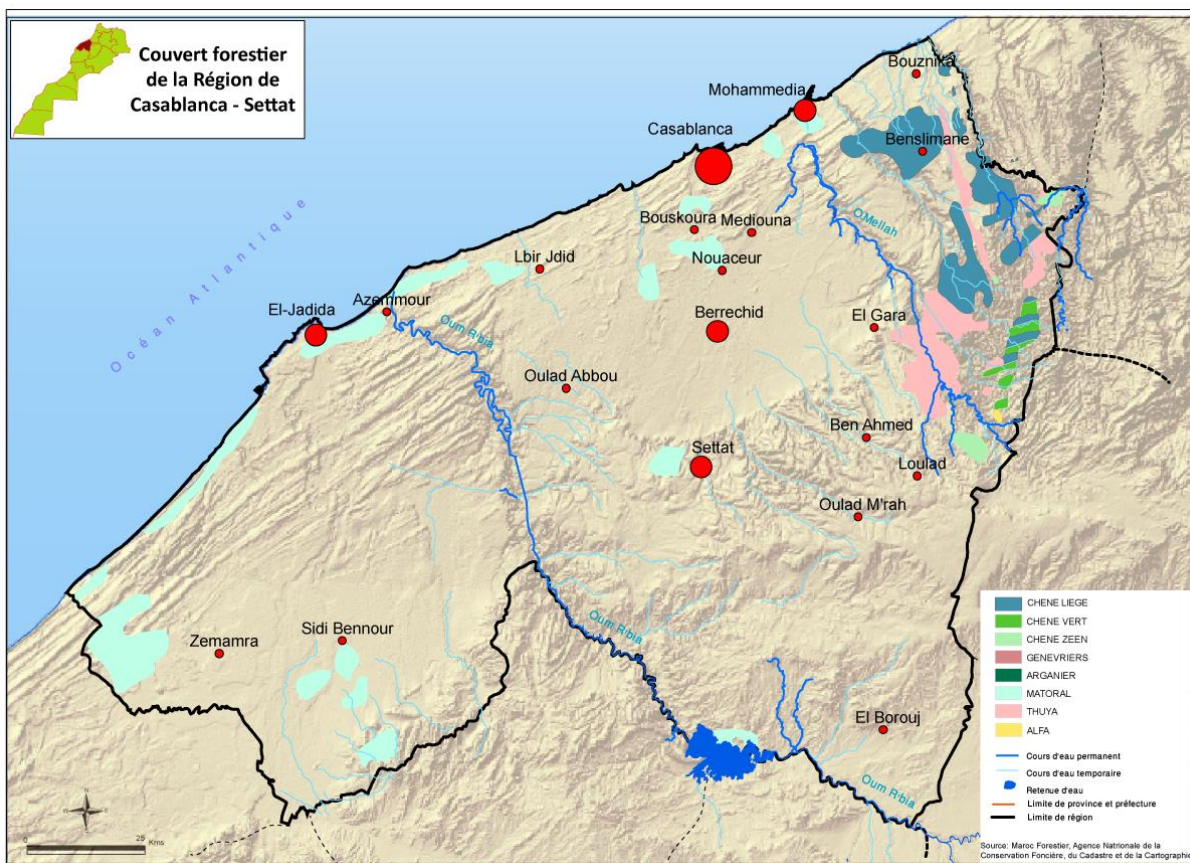 Couvert forestier
de la Région de
Casablanca - Settat
Bouznika
Mohammedia
Casablanca
Benslimane
Océan Atlantique
Bouskoura
Mediouna
O.Mellah
Lbir Jdid
Nouaceur
Azemmour
El-Jadida
Oum R'bia
Berrechid
El Gara
Oulad Abbou
Ben Ahmed
Settat
Loulad
Oulad M'rah
Zemamra
Sidi Bennour
Oum R'bia
El Borouj
Oum R'bia
CHENE LIEGE
CHENE VERT
CHENE ZEEN
GENEVRIERS
ARGANIER
MATORAL
THUYA
ALFA
Cours d'eau permanent
Cours d'eau temporaire
Retenue d'eau
Limite de province et préfecture
Limite de région
0 25
Kms
Source: Maroc Forestier, Agence Natrionale de la
Conservation Foncière, du Cadastre et de la Cartographie